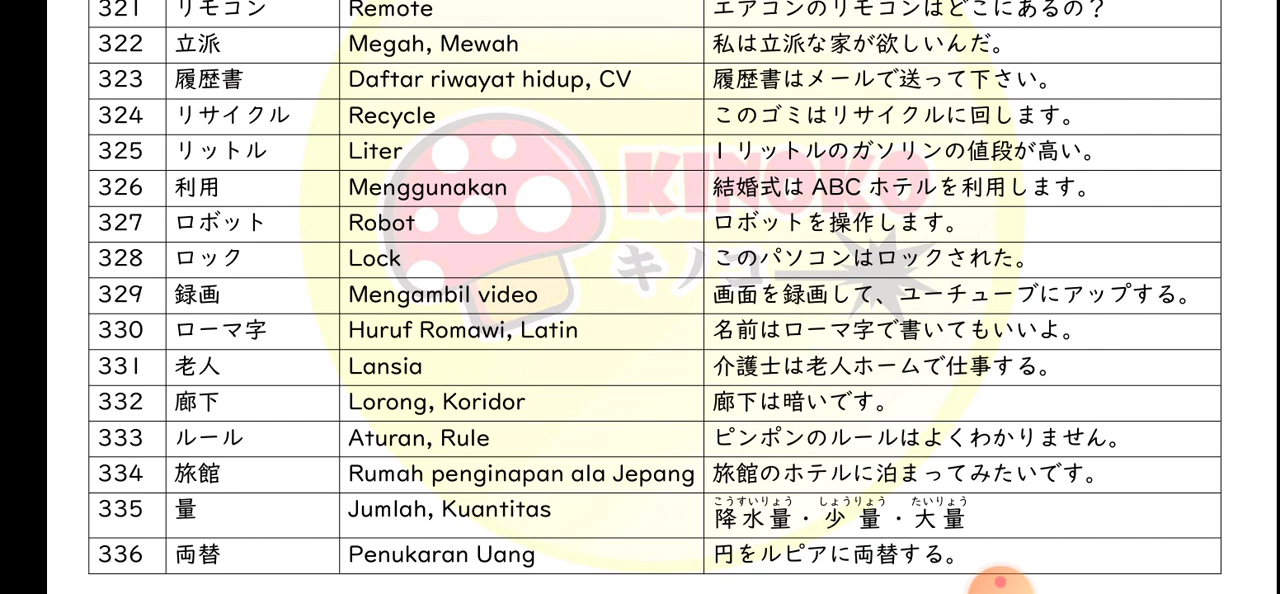 321 リモコン Remote エアコンのリモコンはどこにあるの？
322 立派 Megah, Mewah 私は立派な家が欲しいんだ。
323 履歴書 Daftar riwayat hidup, CV 履歴書はメールで送って下さい。
324 リサイクル Recycle このゴミはリサイクルに回します。
325 リットル Liter 1リットルのガソリンの値段が高い。
326 利用 Menggunakan 結婚式は ABC ホテルを利用します。
327 ロボット Robot ロボットを操作します。
328 ロック Lock このパソコンはロックされた。
329 録画 Mengambil video 画面を録画して、ユーチューブにアップする。
330 ローマ字 Huruf Romawi, Latin 名前はローマ字で書いてもいいよ。
331 老人 Lansia 介護士は老人ホームで仕事する。
332 廊下 Lorong, Koridor 廊下は暗いです。
333 ルール Aturan, Rule ピンポンのルールはよくわかりません。
334 旅館 Rumah penginapan ala Jepang 旅館のホテルに泊まってみたいです。
こうすいりょう しょうりょう たいりょう
335 量 Jumlah, Kuantitas 降水量・少量・大量
336 両替 Penukaran Uang 円をルピアに両替する。
KINOKO
キノコ